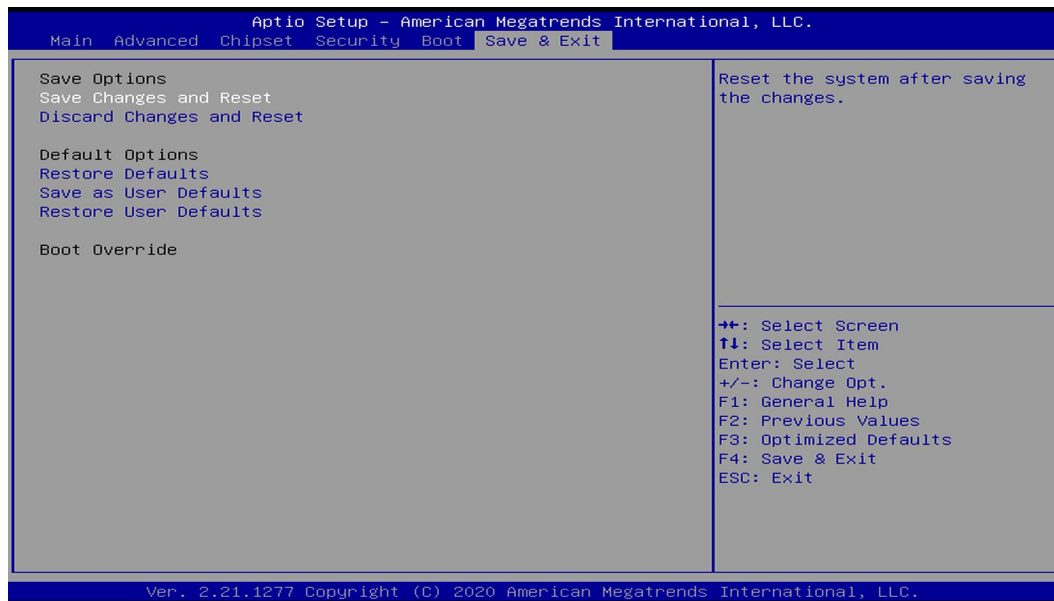 Aptio Setup – American Megatrends International, LLC.
Main Advanced Chipset Security Boot Save & Exit
Save Options
Save Changes and Reset
Discard Changes and Reset
Default Options
Restore Defaults
Save as User Defaults
Restore User Defaults
Boot Override
Reset the system after saving
the changes.
→←: Select Screen
↑↓: Select Item
Enter: Select
+/-: Change Opt.
F1: General Help
F2: Previous Values
F3: Optimized Defaults
F4: Save & Exit
ESC: Exit
Ver. 2.21.1277 Copyright (C) 2020 American Megatrends International, LLC.